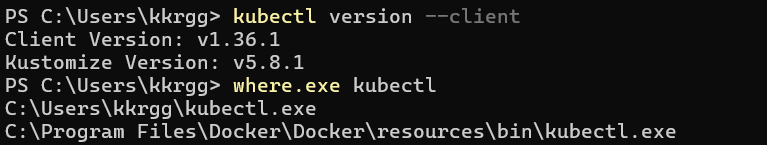 PS C:\Users\kkrgg> kubectl version --client
Client Version: v1.36.1
Kustomize Version: v5.8.1
PS C:\Users\kkrgg> where.exe kubectl
C:\Users\kkrgg\kubectl.exe
C:\Program Files\Docker\Docker\resources\bin\kubectl.exe